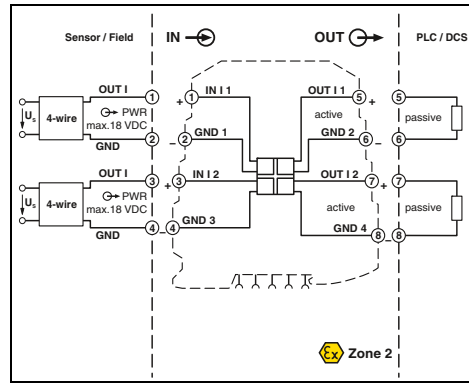 Sensor / Field IN OUT PLC / DCS
OUT I 1 1 IN I 1 OUT I 1 5 5
+ +
4-wire PWR active passive
Us max.18 VDC
GND 2 2 GND 1 GND 2 6 6
- -
OUT I 3 3 IN I 2 OUT I 2 7 7
+ +
4-wire PWR active passive
Us max.18 VDC
GND 4 4 GND 3 GND 4 8 8
- -
Ex Zone 2